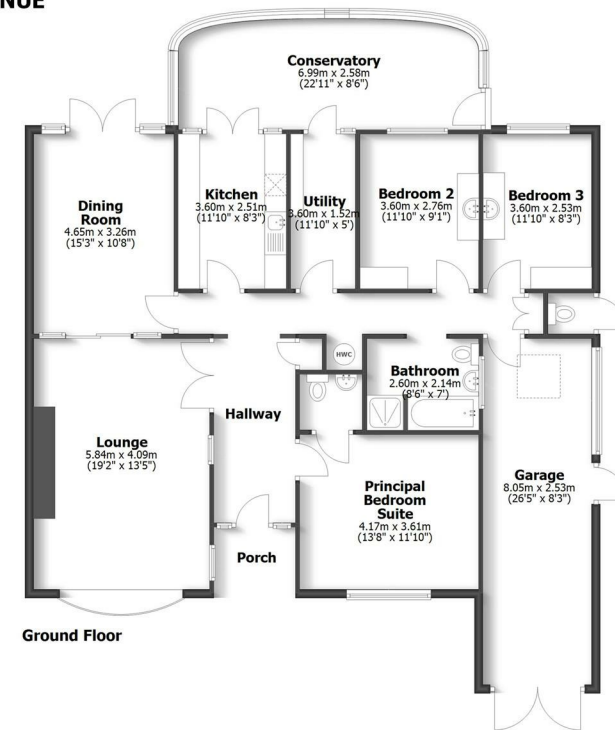 NUE
Conservatory
6.99m x 2.58m
(22'11" x 8'6")
Dining
Room
4.65m x 3.26m
(15'3" x 10'8")
Kitchen
3.60m x 2.51m
(11'10" x 8'3")
Utility
3.60m x 1.52m
(11'10" x 5')
Bedroom 2
3.60m x 2.76m
(11'10" x 9'1")
Bedroom 3
3.60m x 2.53m
(11'10" x 8'3")
HWC
Bathroom
2.60m x 2.14m
(8'6" x 7')
Hallway
Lounge
5.84m x 4.09m
(19'2" x 13'5")
Principal
Bedroom
Suite
4.17m x 3.61m
(13'8" x 11'10")
Garage
8.05m x 2.53m
(26'5" x 8'3")
Porch
Ground Floor